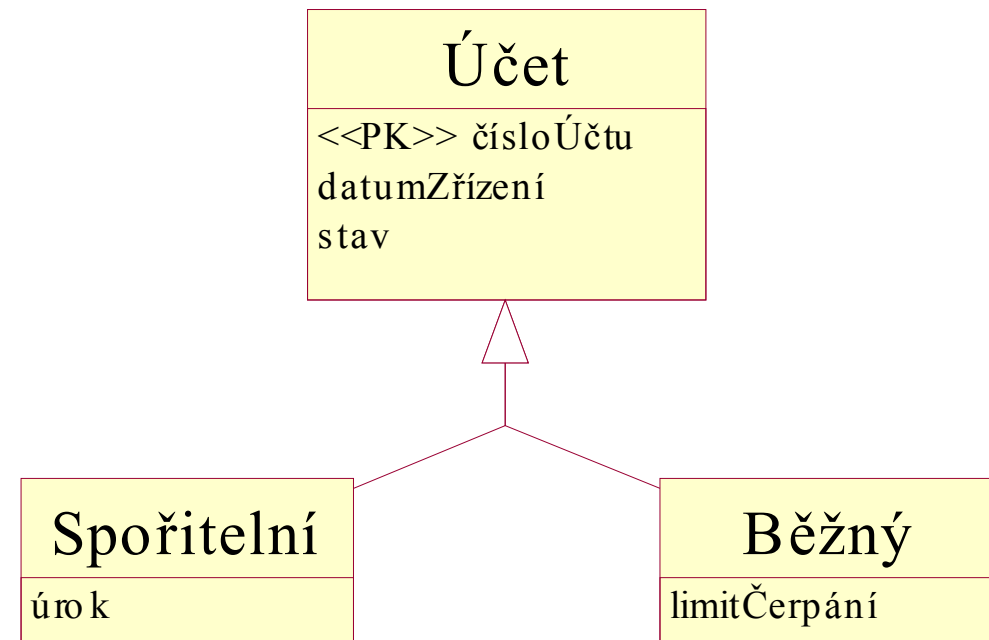 Účet
<<PK>> čísloÚčtu
datumZřízení
stav
Spořitelní
úrok
Běžný
limitČerpání